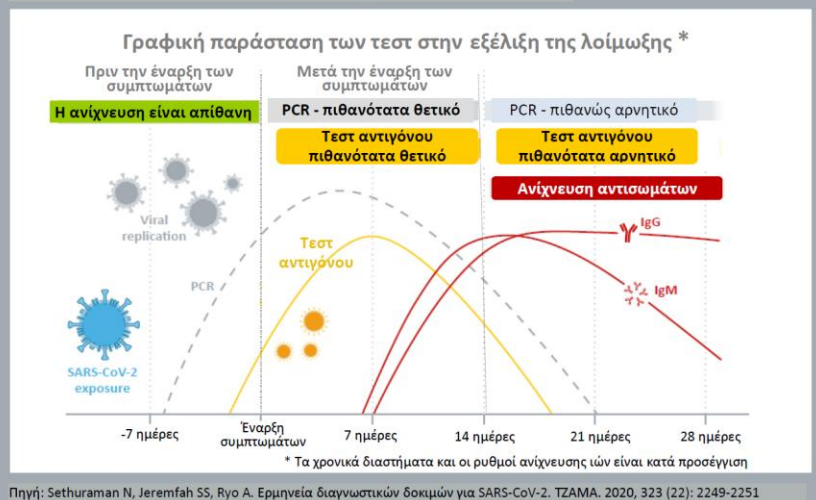 Γραφική παράσταση των τεστ στην εξέλιξη της λοίμωξης *
Πριν την έναρξη των
συμπτωμάτων
Μετά την έναρξη των
συμπτωμάτων
Η ανίχνευση είναι απίθανη
PCR - πιθανότατα θετικό
PCR - πιθανώς αρνητικό
Τεστ αντιγόνου
πιθανότατα θετικό
Τεστ αντιγόνου
πιθανότατα αρνητικό
Ανίχνευση αντισωμάτων
Viral
replication
IgG
Τεστ
αντιγόνου
PCR
IgM
SARS-CoV-2
exposure
-7 ημέρες
Έναρξη
συμπτωμάτων
7 ημέρες
14 ημέρες
21 ημέρες
28 ημέρες
* Τα χρονικά διαστήματα και οι ρυθμοί ανίχνευσης ιών είναι κατά προσέγγιση
Πηγή: Sethuraman N, Jeremfah SS, Ryo A. Ερμηνεία διαγνωστικών δοκιμών για SARS-CoV-2. ΤΖΑΜΑ. 2020, 323 (22): 2249-2251